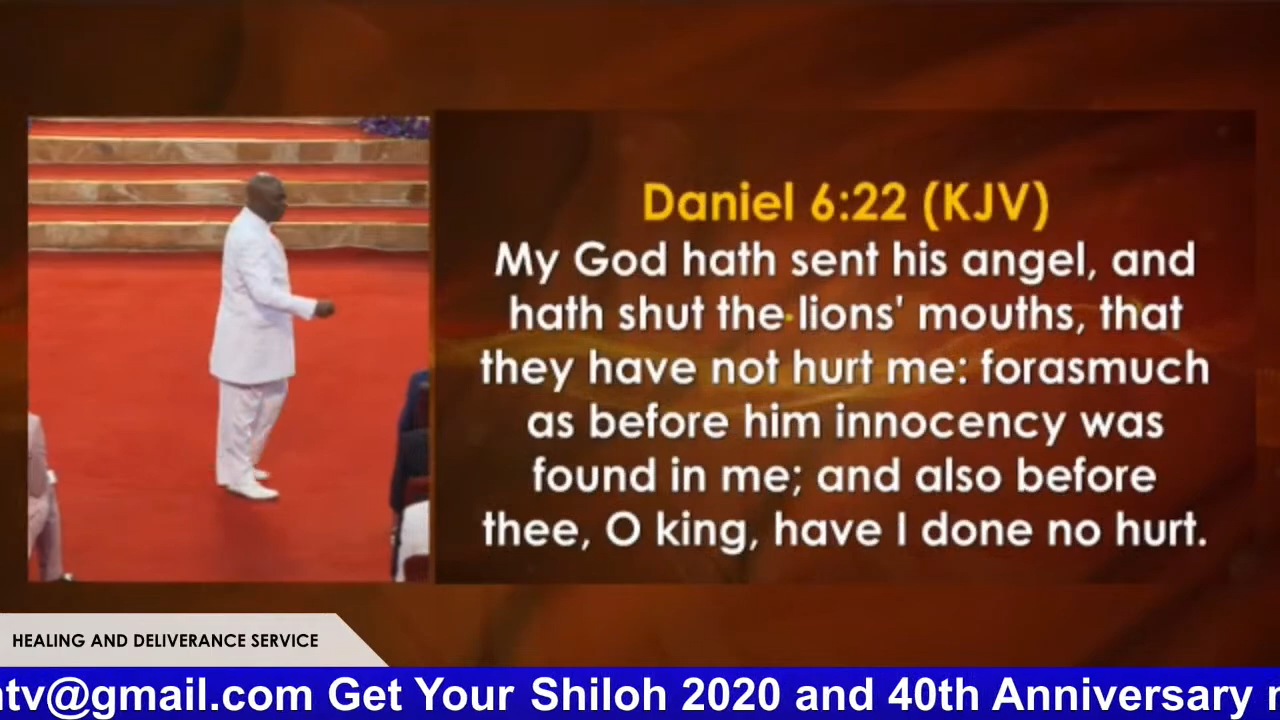 Daniel 6:22 (KJV)
My God hath sent his angel, and
hath shut the lions' mouths, that
they have not hurt me: forasmuch
as before him innocency was
found in me; and also before
thee, O king, have I done no hurt.
HEALING AND DELIVERANCE SERVICE
ntv@gmail.com Get Your Shiloh 2020 and 40th Anniversary